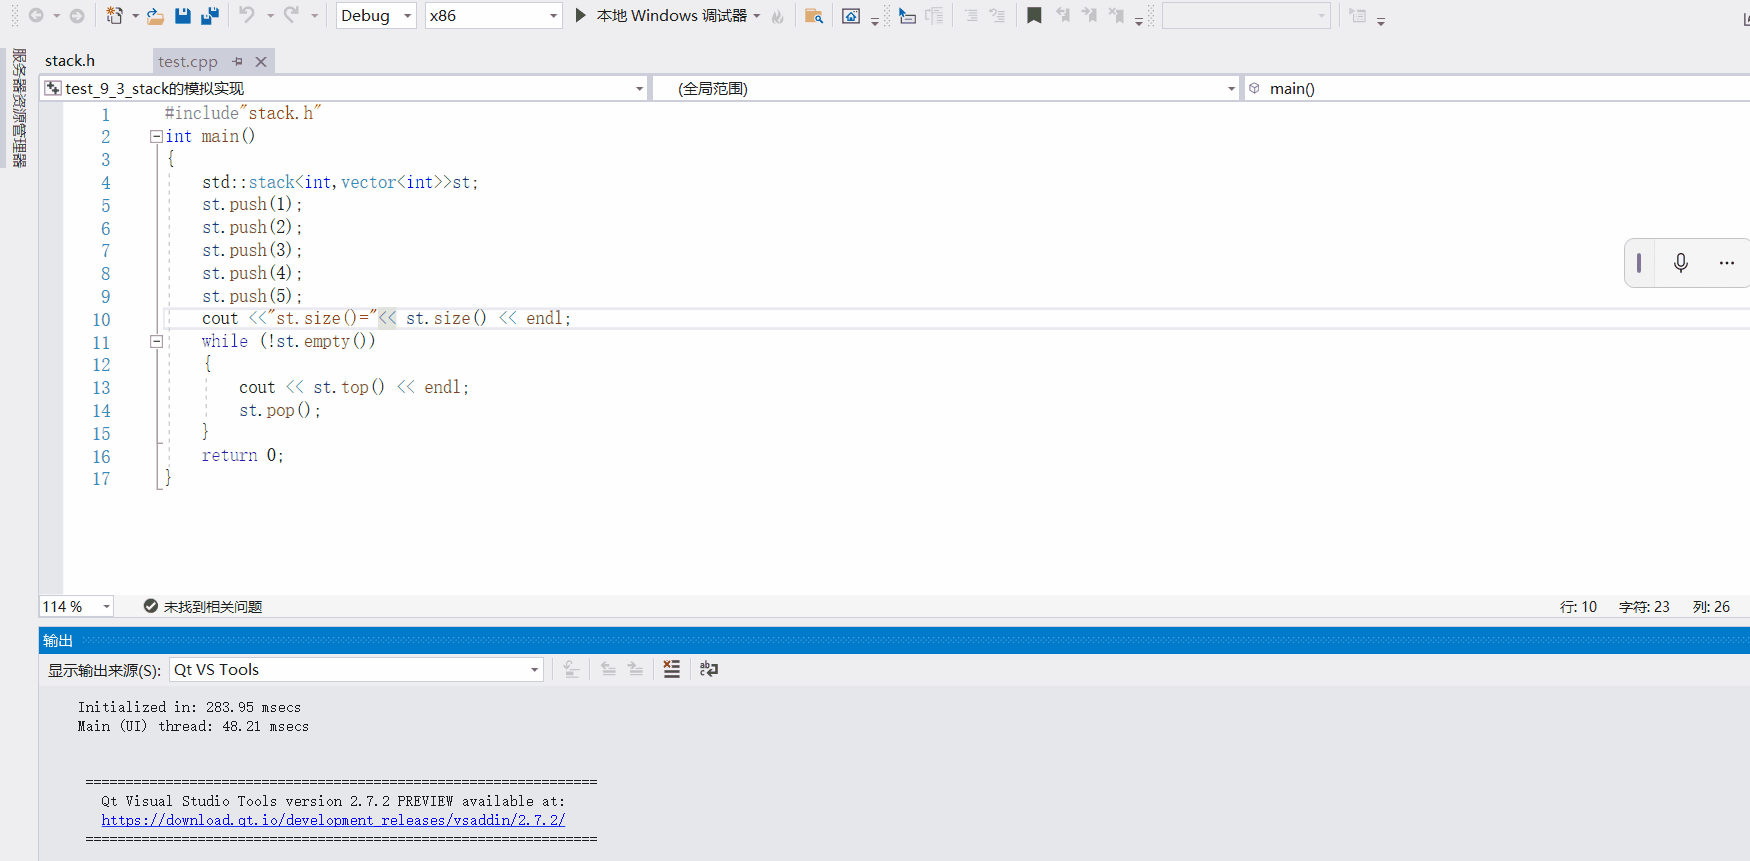 Debug
x86
本地 Windows 调试器
服务器资源管理器
stack.h
test.cpp
test_9_3_stack的模拟实现
(全局范围)
main()
1 #include"stack.h"
2 int main()
3 {
4 std::stack<int,vector<int>>st;
5 st.push(1);
6 st.push(2);
7 st.push(3);
8 st.push(4);
9 st.push(5);
10 cout <<"st.size()="<< st.size() << endl;
11 while (!st.empty())
12 {
13 cout << st.top() << endl;
14 st.pop();
15 }
16 return 0;
17 }
114 %
未找到相关问题
行: 10 字符: 23 列: 26
输出
显示输出来源(S): Qt VS Tools
Initialized in: 283.95 msecs
Main (UI) thread: 48.21 msecs
================================================================
Qt Visual Studio Tools version 2.7.2 PREVIEW available at:
https://download.qt.io/development_releases/vsaddin/2.7.2/
================================================================